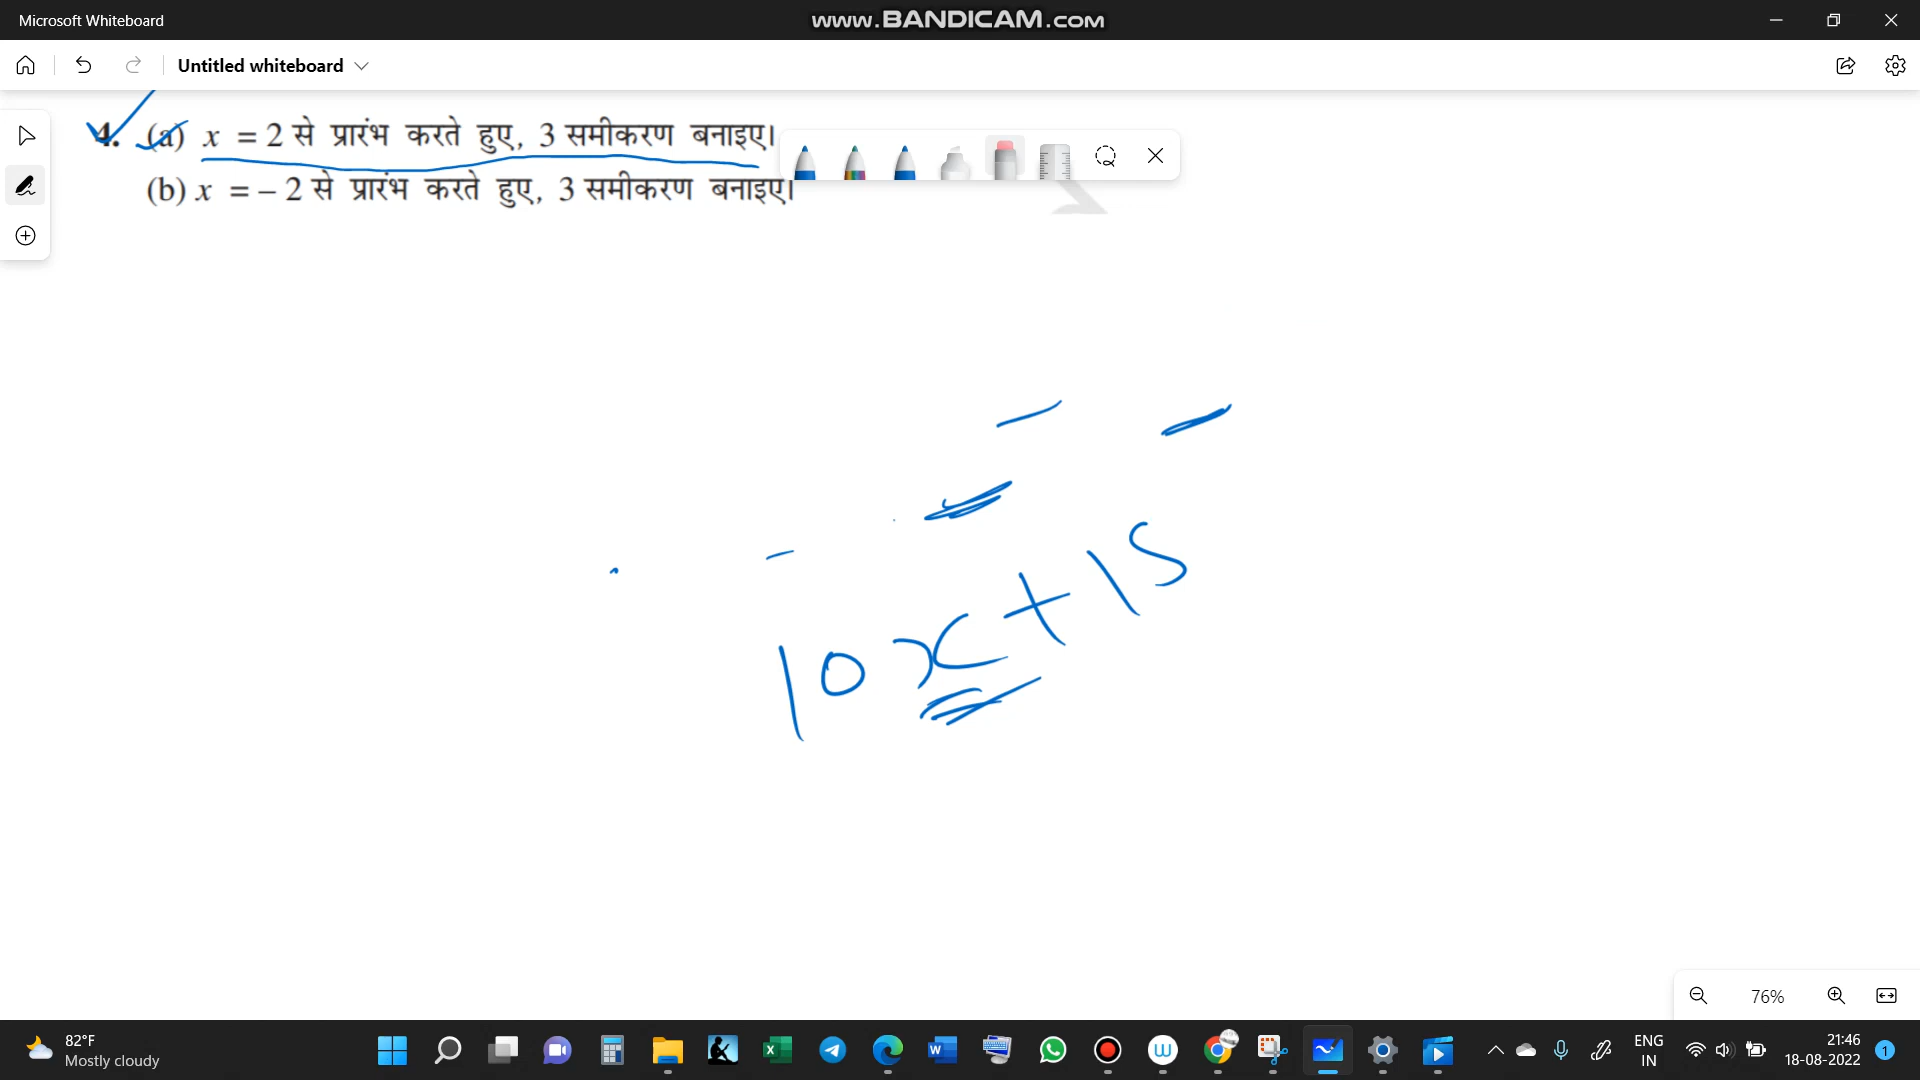 Microsoft Whiteboard
www.BANDICAM.com
Untitled whiteboard
4. (a) x = 2 से प्रारंभ करते हुए, 3 समीकरण बनाइए।
(b) x = – 2 से प्रारंभ करते हुए, 3 समीकरण बनाइए।
10x+15
76%
82°F
Mostly cloudy
ENG
IN
21:46
18-08-2022
1